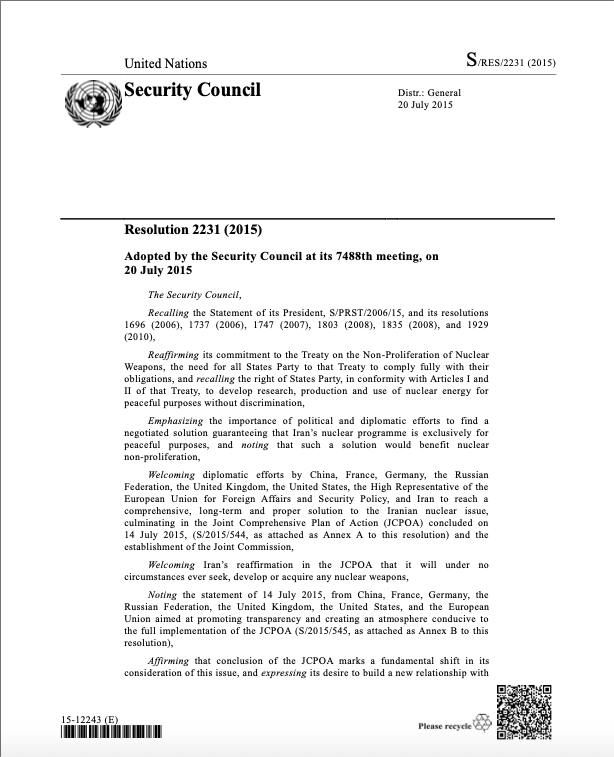 United Nations S/RES/2231 (2015)
Security Council
Distr.: General
20 July 2015
Resolution 2231 (2015)
Adopted by the Security Council at its 7488th meeting, on
20 July 2015
The Security Council,
Recalling the Statement of its President, S/PRST/2006/15, and its resolutions
1696 (2006), 1737 (2006), 1747 (2007), 1803 (2008), 1835 (2008), and 1929
(2010),
Reaffirming its commitment to the Treaty on the Non-Proliferation of Nuclear
Weapons, the need for all States Party to that Treaty to comply fully with their
obligations, and recalling the right of States Party, in conformity with Articles I and
II of that Treaty, to develop research, production and use of nuclear energy for
peaceful purposes without discrimination,
Emphasizing the importance of political and diplomatic efforts to find a
negotiated solution guaranteeing that Iran's nuclear programme is exclusively for
peaceful purposes, and noting that such a solution would benefit nuclear
non-proliferation,
Welcoming diplomatic efforts by China, France, Germany, the Russian
Federation, the United Kingdom, the United States, the High Representative of the
European Union for Foreign Affairs and Security Policy, and Iran to reach a
comprehensive, long-term and proper solution to the Iranian nuclear issue,
culminating in the Joint Comprehensive Plan of Action (JCPOA) concluded on
14 July 2015, (S/2015/544, as attached as Annex A to this resolution) and the
establishment of the Joint Commission,
Welcoming Iran's reaffirmation in the JCPOA that it will under no
circumstances ever seek, develop or acquire any nuclear weapons,
Noting the statement of 14 July 2015, from China, France, Germany, the
Russian Federation, the United Kingdom, the United States, and the European
Union aimed at promoting transparency and creating an atmosphere conducive to
the full implementation of the JCPOA (S/2015/545, as attached as Annex B to this
resolution),
Affirming that conclusion of the JCPOA marks a fundamental shift in its
consideration of this issue, and expressing its desire to build a new relationship with
15-12243 (E)
Please recycle